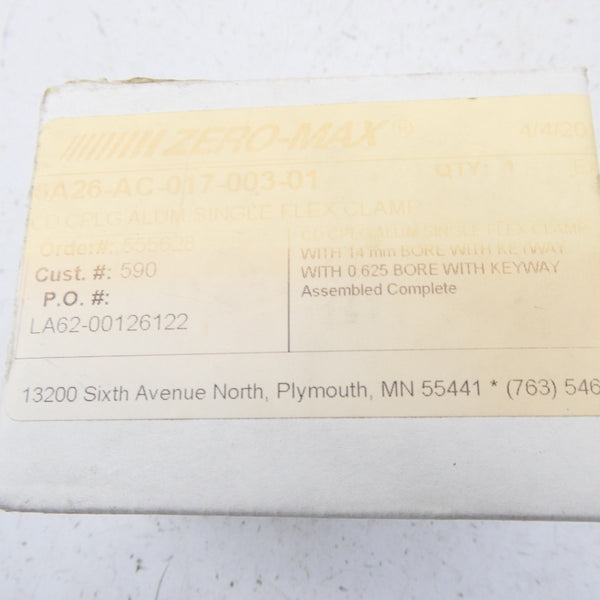 ZERO-MAX® 4/4/20
6A26-AC-017-003-01 QTY: 1 E
CD CPLG ALUM SINGLE FLEX CLAMP
Order#: 555628
Cust. #: 590
P.O. #:
LA62-00126122
CD CPLG ALUM SINGLE FLEX CLAMP
WITH 14 mm BORE WITH KEYWAY
WITH 0.625 BORE WITH KEYWAY
Assembled Complete
13200 Sixth Avenue North, Plymouth, MN 55441 * (763) 546